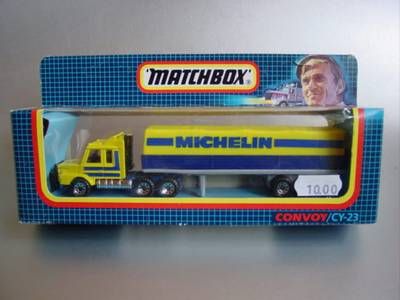 MATCHBOX
MICHELIN
10.00
CONVOY/CY-23